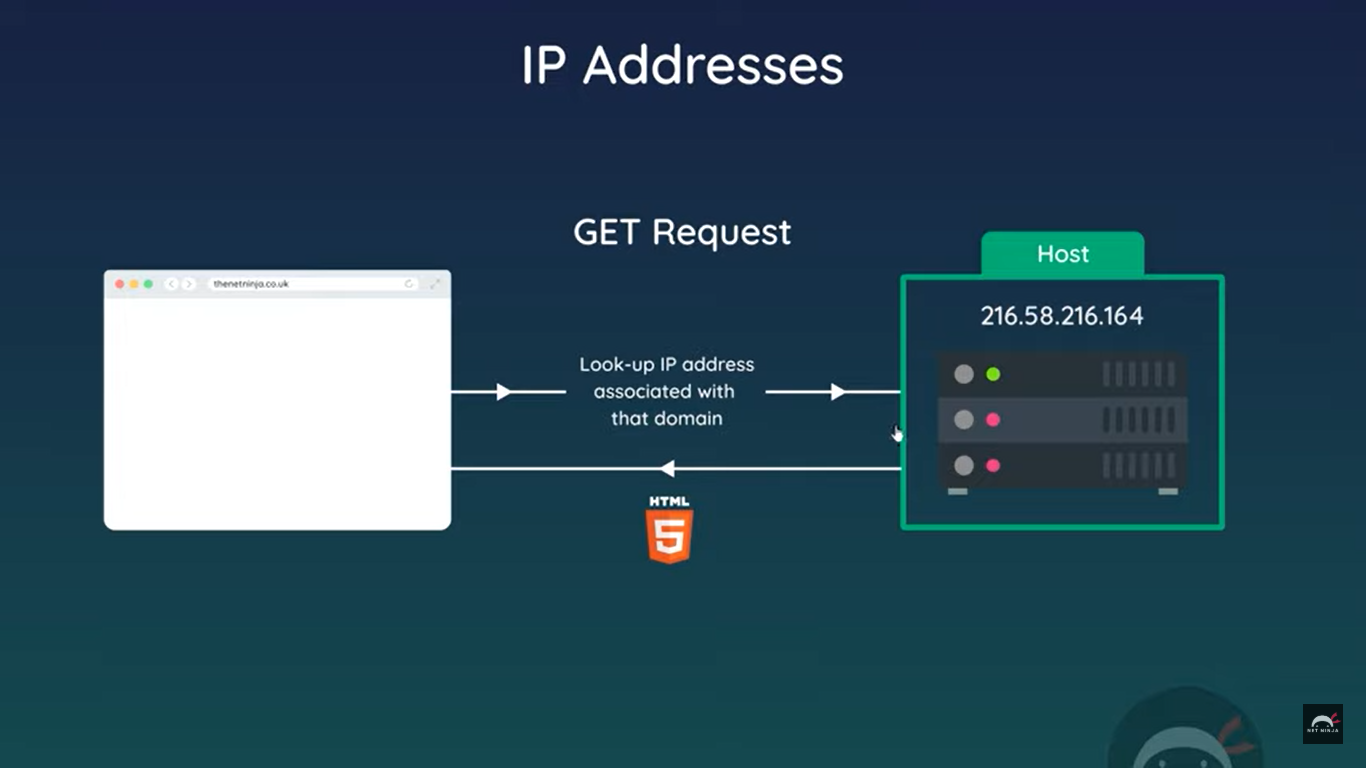 IP Addresses
GET Request
thenetninja.co.uk
Look-up IP address
associated with
that domain
Host
216.58.216.164
HTML
5
NET NINJA